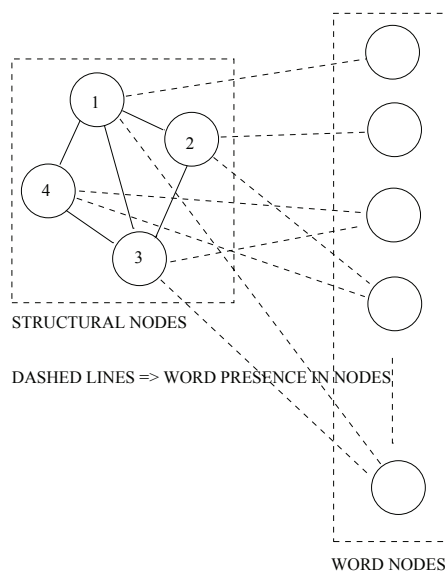 1
2
4
3
STRUCTURAL NODES
DASHED LINES => WORD PRESENCE IN NODES
WORD NODES